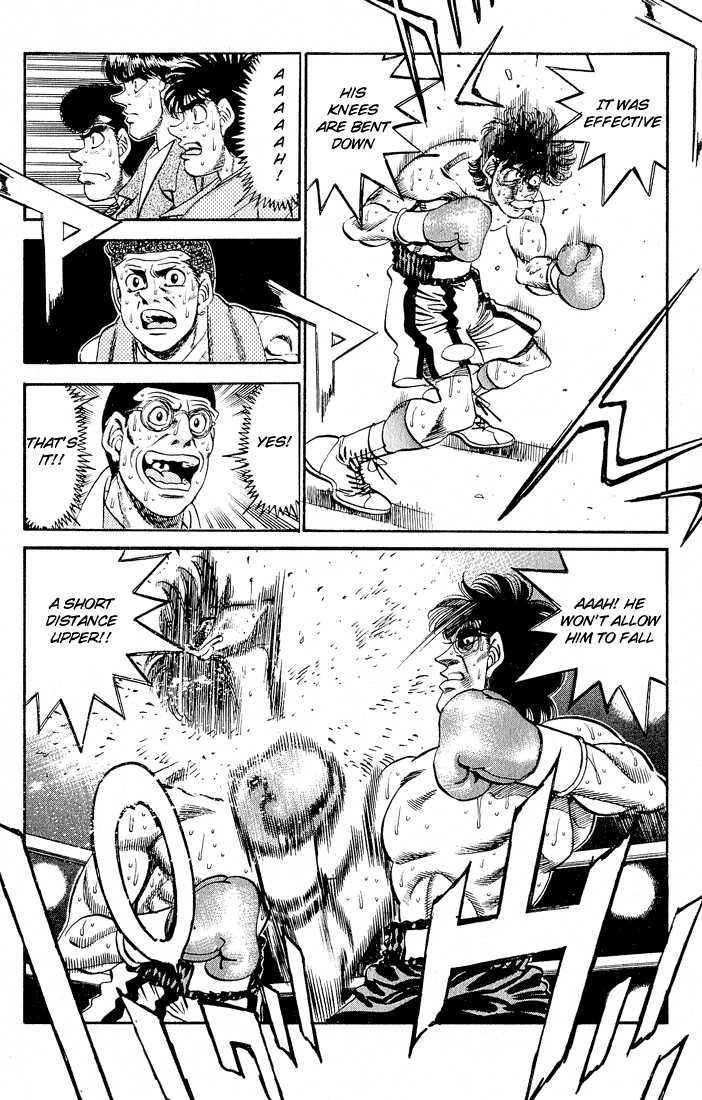 IT WAS
EFFECTIVE
HIS
KNEES
ARE BENT
DOWN
AAAAAAH!
YES!
THAT'S
IT!!
AAAH! HE
WON'T ALLOW
HIM TO FALL
A SHORT
DISTANCE
UPPER!!